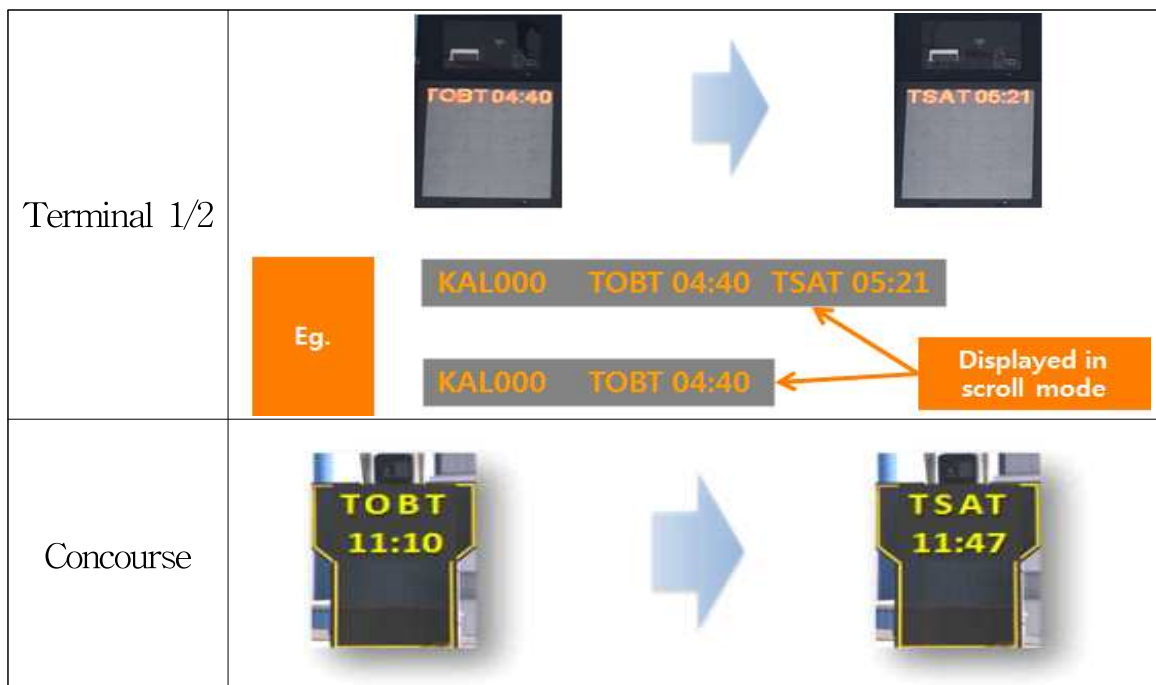 Terminal 1/2
TOBT 04:40
TSAT 05:21
Eg.
KAL000 TOBT 04:40 TSAT 05:21
KAL000 TOBT 04:40
Displayed in
scroll mode
Concourse
TOBT
11:10
TSAT
11:47